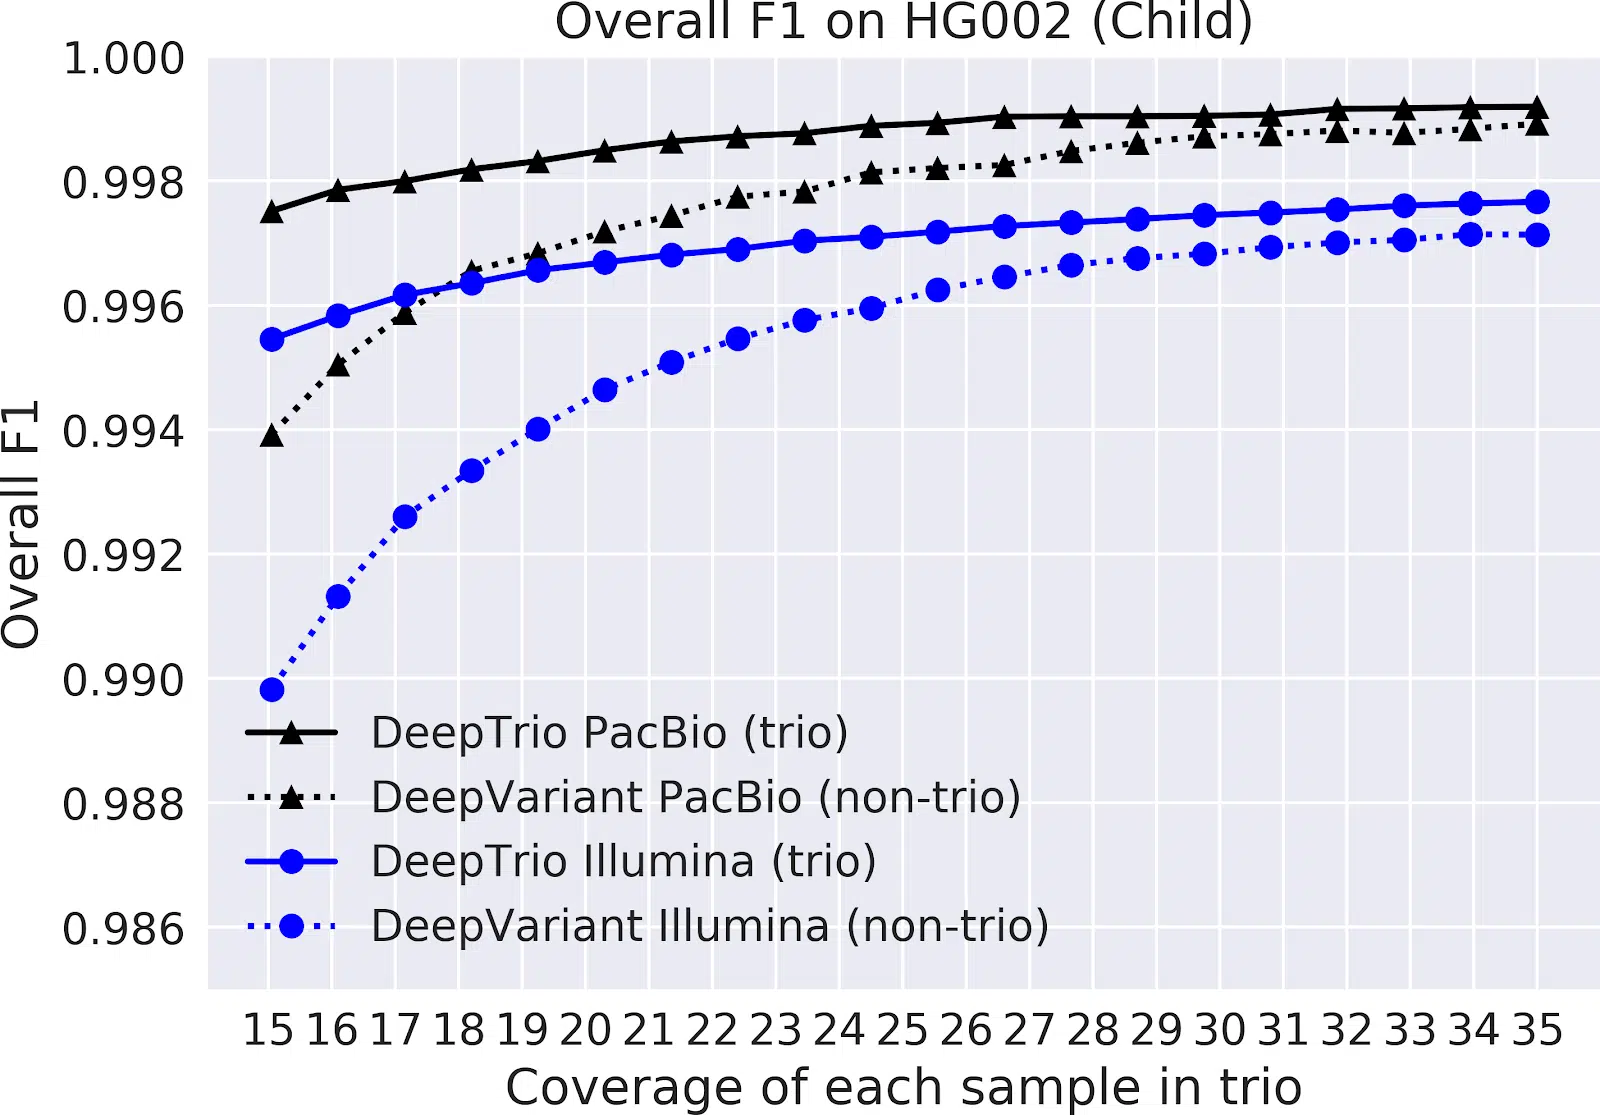 Overall F1 on HG002 (Child)
1.000
0.998
0.996
0.994
0.992
0.990
0.988
0.986
Overall F1
DeepTrio PacBio (trio)
DeepVariant PacBio (non-trio)
DeepTrio Illumina (trio)
DeepVariant Illumina (non-trio)
15 16 17 18 19 20 21 22 23 24 25 26 27 28 29 30 31 32 33 34 35
Coverage of each sample in trio